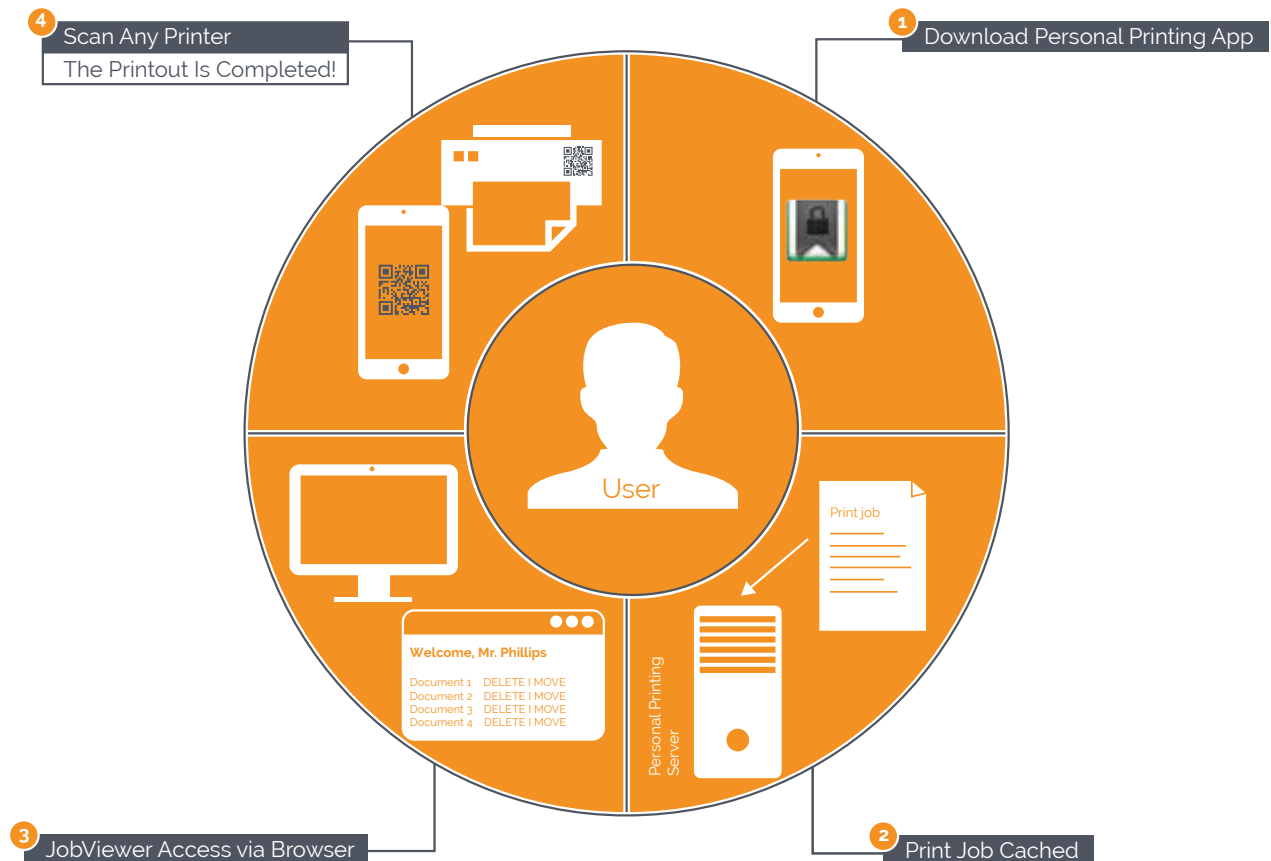 4
Scan Any Printer
The Printout Is Completed!
1
Download Personal Printing App
User
Print job
Personal Printing
Server
Welcome, Mr. Phillips
Document 1 DELETE I MOVE
Document 2 DELETE I MOVE
Document 3 DELETE I MOVE
Document 4 DELETE I MOVE
3
JobViewer Access via Browser
2
Print Job Cached